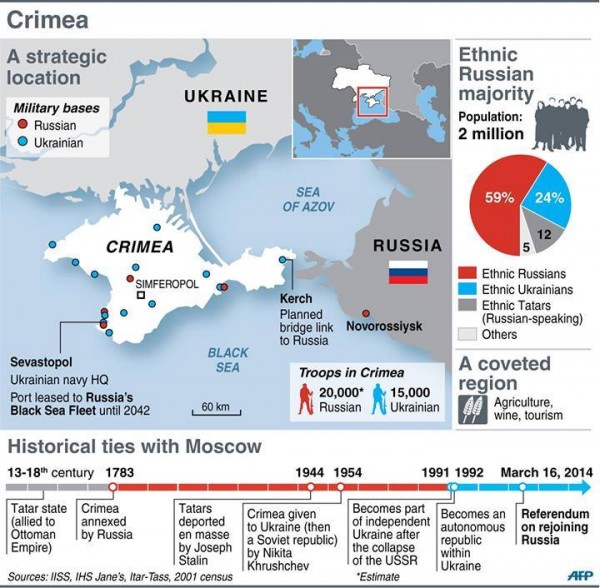 Crimea
A strategic
location
Military bases
Russian
Ukrainian
UKRAINE
SEA
OF AZOV
CRIMEA
SIMFEROPOL
RUSSIA
Kerch
Planned
bridge link
to Russia
Novorossiysk
Sevastopol
Ukrainian navy HQ
Port leased to Russia's
Black Sea Fleet until 2042
BLACK
SEA
60 km
Troops in Crimea
20,000*
Russian
15,000
Ukrainian
Ethnic
Russian
majority
Population:
2 million
59%
24%
12
5
Ethnic Russians
Ethnic Ukrainians
Ethnic Tatars
(Russian-speaking)
Others
A coveted
region
Agriculture,
wine, tourism
Historical ties with Moscow
13-18th century
1783
1944
1954
1991
1992
March 16, 2014
Tatar state
(allied to
Ottoman
Empire)
Crimea
annexed
by Russia
Tatars
deported
en masse
by Joseph
Stalin
Crimea given
to Ukraine (then
a Soviet republic)
by Nikita
Khrushchev
Becomes part
of independent
Ukraine after
the collapse
of the USSR
Becomes an
autonomous
republic
within
Ukraine
Referendum
on rejoining
Russia
Sources: IISS, IHS Jane's, Itar-Tass, 2001 census
*Estimate
AFP